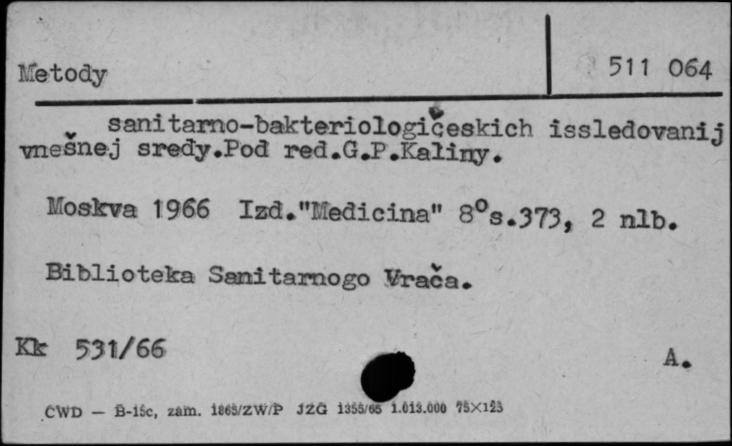 Metody
511 064
sanitarno-bakteriologičeskich issledovanij
vnešnej sredy.Pod red.G.P.Kaliny.
Moskva 1966 Izd."Medicina" 8°s.373, 2 nlb.
Biblioteka Sanitarnogo Vrača.
Kk 531/66
A.
CWD — B-15c, zam. 1865/ZW/P JZG 1355/65 1.013.000 75×125